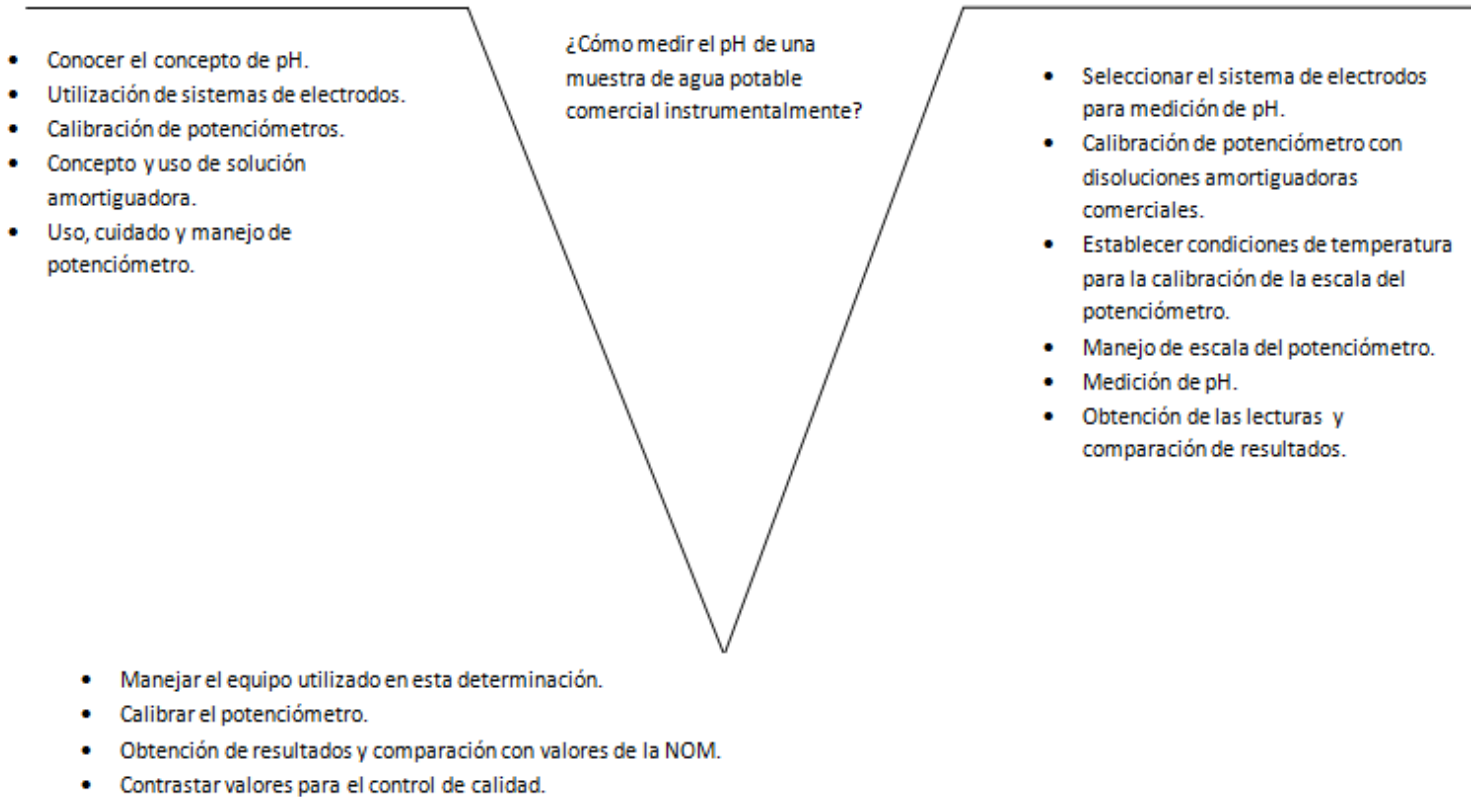 • Conocer el concepto de pH.
• Utilización de sistemas de electrodos.
• Calibración de potenciómetros.
• Concepto y uso de solución
amortiguadora.
• Uso, cuidado y manejo de
potenciómetro.
¿Cómo medir el pH de una
muestra de agua potable
comercial instrumentalmente?
• Seleccionar el sistema de electrodos
para medición de pH.
• Calibración de potenciómetro con
disoluciones amortiguadoras
comerciales.
• Establecer condiciones de temperatura
para la calibración de la escala del
potenciómetro.
• Manejo de escala del potenciómetro.
• Medición de pH.
• Obtención de las lecturas y
comparación de resultados.
• Manejar el equipo utilizado en esta determinación.
• Calibrar el potenciómetro.
• Obtención de resultados y comparación con valores de la NOM.
• Contrastar valores para el control de calidad.